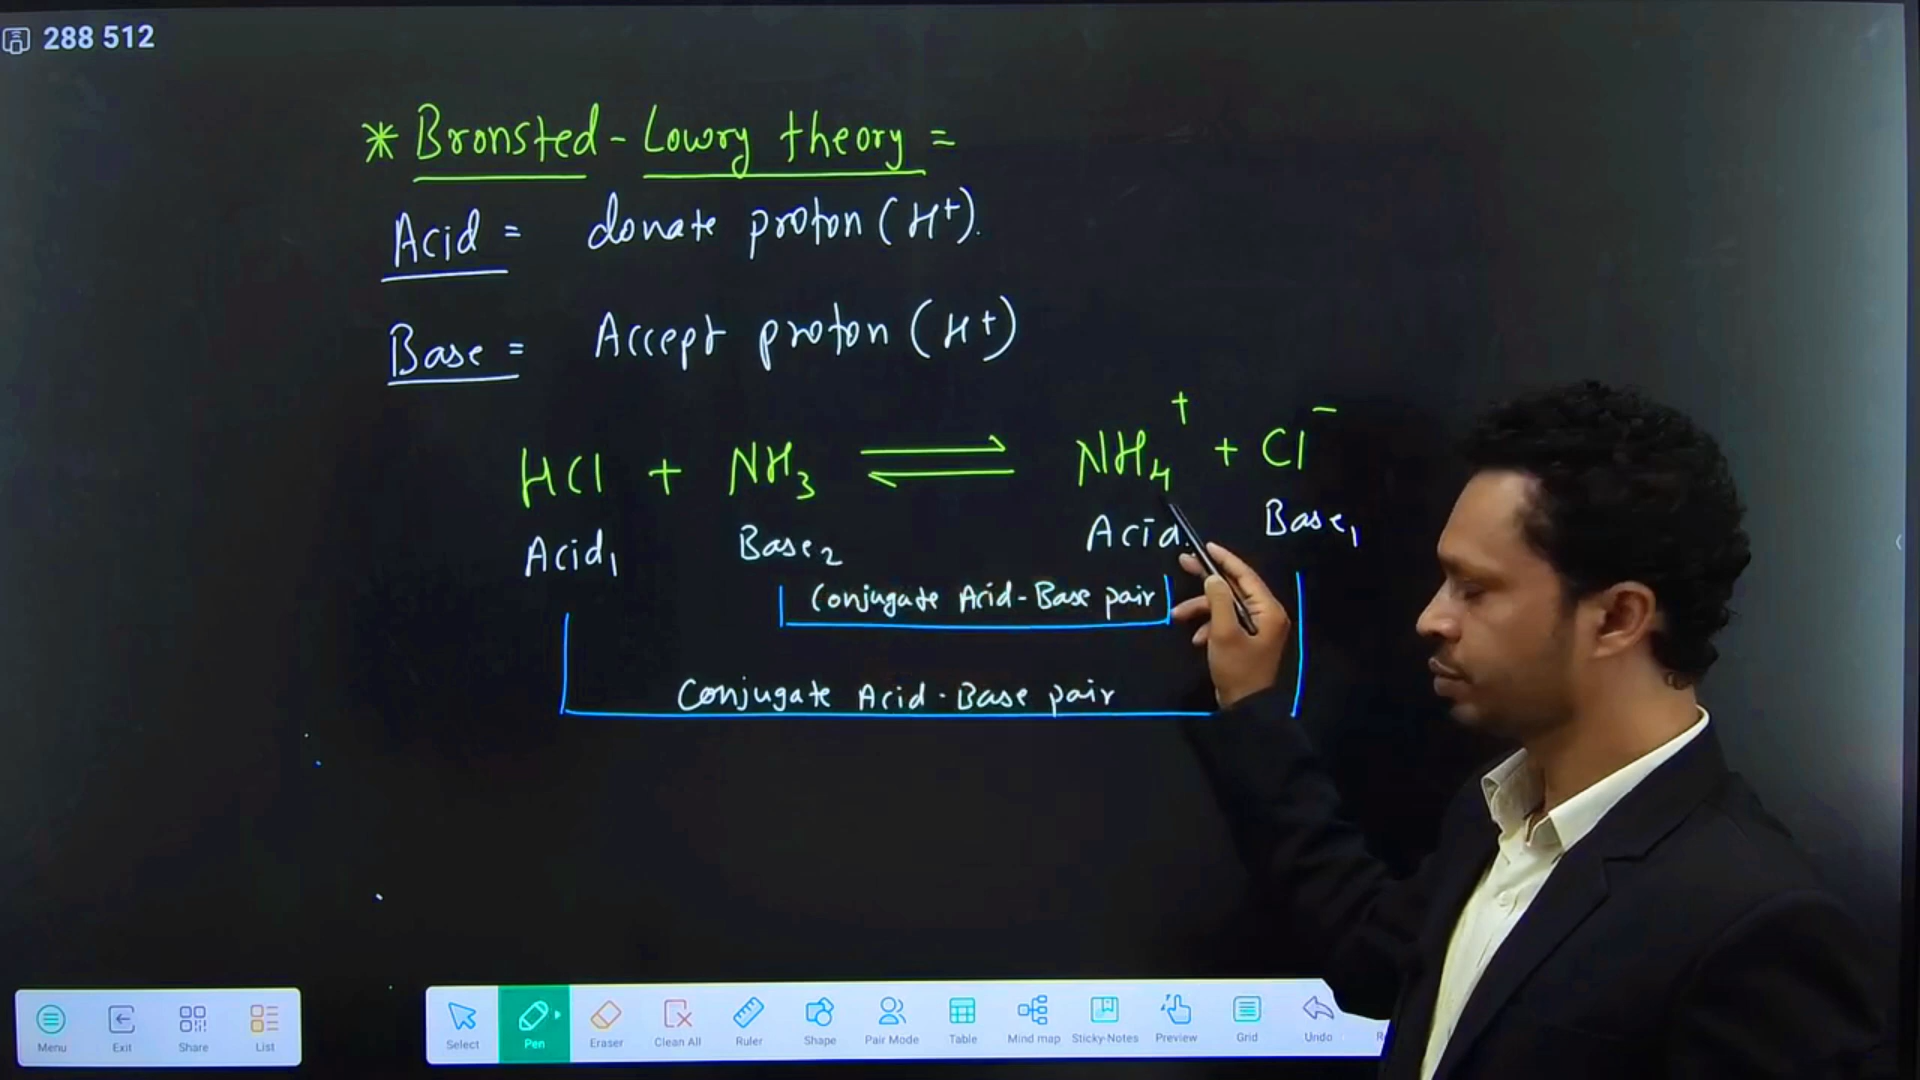 288 512
* Bronsted - Lowry theory =
Acid = donate proton (H+).
Base = Accept proton (H+)
HCl + NH₃ ⇌ NH₄⁺ + Cl⁻
Acid₁ Base₂ Acid Base₁
Conjugate Acid-Base pair
Conjugate Acid-Base pair
Menu Exit Share List Select Pen Eraser Clean All Ruler Shape Pair Mode Table Mind map Sticky-Notes Preview Grid Undo